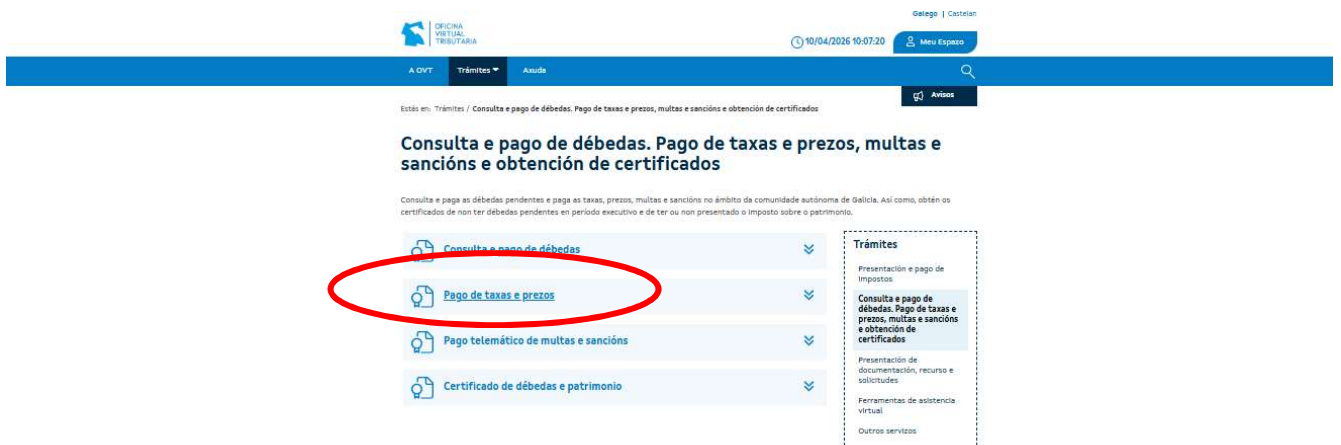 Galego | Castelan
OFICINA
VIRTUAL
TRIBUTARIA
10/04/2026 10:07:20
Meu Espazo
A OVT Trámites Axuda
Avisos
Estás en: Trámites / Consulta e pago de débedas. Pago de taxas e prezos, multas e sancións e obtención de certificados
Consulta e pago de débedas. Pago de taxas e prezos, multas e
sancións e obtención de certificados
Consulta e paga as débedas pendentes e paga as taxas, prezos, multas e sancións no ámbito da comunidade autónoma de Galicia. Así como, obtén os
certificados de non ter débedas pendentes en período executivo e de ter ou non presentado o imposto sobre o patrimonio.
Consulta e pago de débedas
Pago de taxas e prezos
Pago telemático de multas e sancións
Certificado de débedas e patrimonio
Trámites
Presentación e pago de
impostos
Consulta e pago de
débedas. Pago de taxas e
prezos, multas e sancións
e obtención de
certificados
Presentación de
documentación, recurso e
solicitudes
Ferramentas de asistencia
virtual
Outros servizos